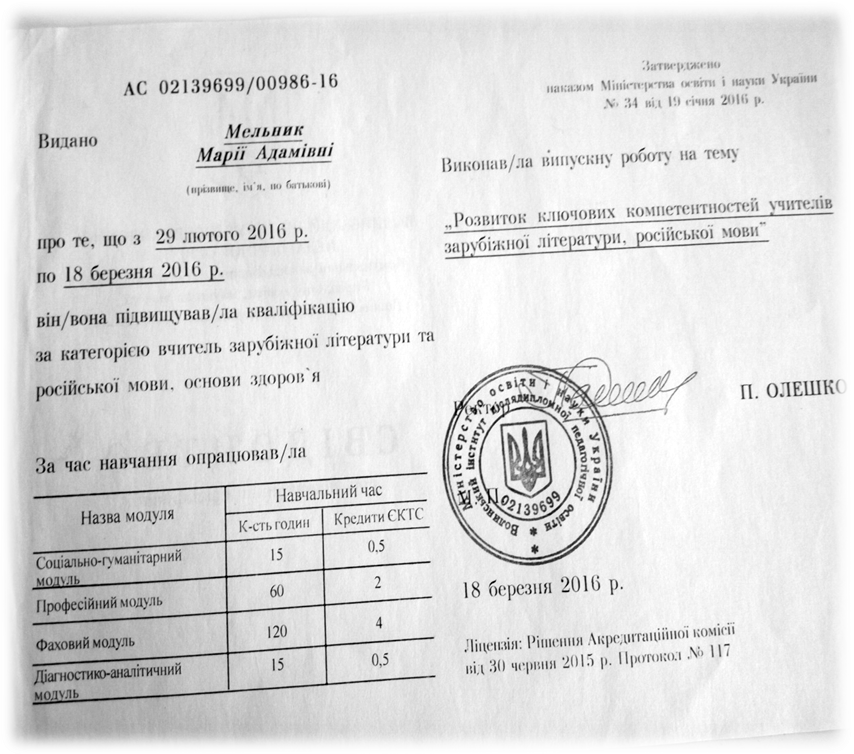 АС 02139699/00986-16
Видано
Мельник
Марії Адамівні
(прізвище, ім'я, по батькові)
про те, що з 29 лютого 2016 р.
по 18 березня 2016 р.
він/вона підвищував/ла кваліфікацію
за категорією вчитель зарубіжної літератури та
російської мови. основи здоров`я
За час навчання опрацював/ла
Назва модуля
Навчальний час
К-сть годин
Кредити ЄКТС
Соціально-гуманітарний
модуль
15
0,5
Професійний модуль
60
2
Фаховий модуль
120
4
Діагностико-аналітичний
модуль
15
0,5
Затверджено
наказом Міністерства освіти і науки України
№ 34 від 19 січня 2016 р.
Виконав/ла випускну роботу на тему
„Розвиток ключових компетентностей учителів
зарубіжної літератури, російської мови”
Ректор
П. ОЛЕШКО
М.П.
Міністерство освіти і науки України
Волинський інститут післядипломної педагогічної освіти
02139699
18 березня 2016 р.
Ліцензія: Рішення Акредитаційної комісії
від 30 червня 2015 р. Протокол № 117